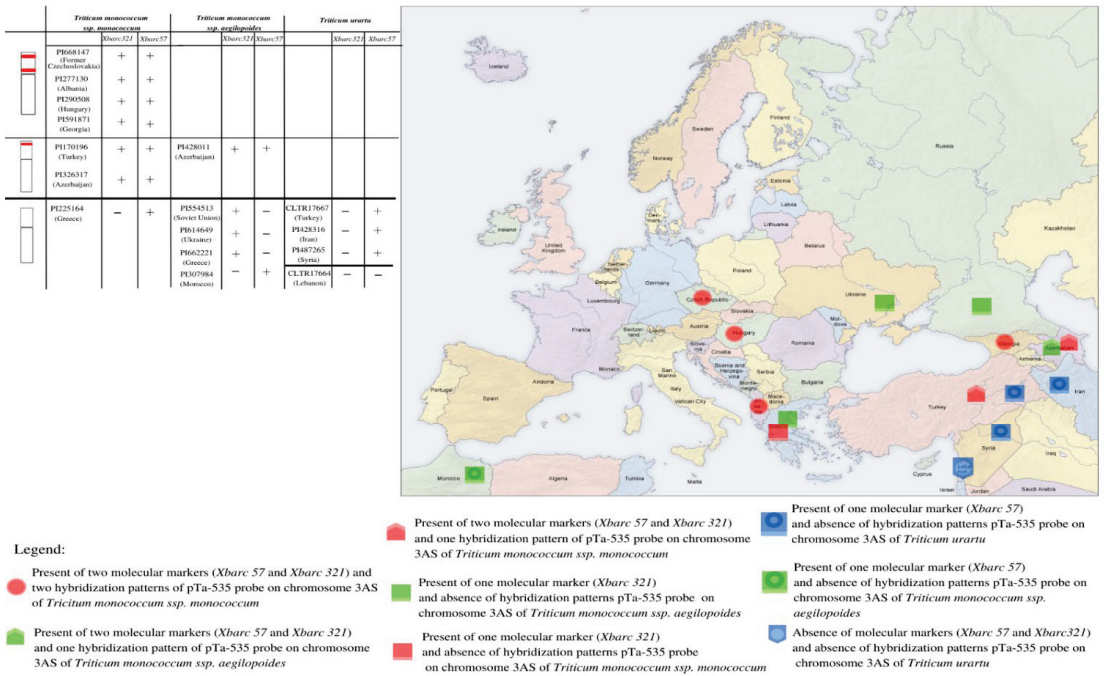 Triticum monococcum
ssp. monacoccum
Triticum monococcum
ssp. aegilopoides
Triticum urartu
Xbarc321 Xbarc57 Xbarc321 Xbarc57 Xbarc321 Xbarc57
PI668147 + +
(Former
Czechoslovakia)
PI277130 + +
(Albania)
PI290508 + +
(Hungary)
PI591871 + +
(Georgia)
PI170196 + + PI428011 + +
(Turkey) (Azerbaijan)
PI326317 + +
(Azerbaijan)
PI225164 − + PI554513 + − CLTR17667 − +
(Greece) (Soviet Union) (Turkey)
PI614649 + − PI428316 − +
(Ukraine) (Iran)
PI662221 + − PI487265 − +
(Greece) (Syria)
PI307984 − + CLTR17664 − −
(Morocco) (Lebanon)
Iceland
Norway
Sweden
Finland
Russia
Estonia
Latvia
Lithuania
Den-
mark
Ireland
United
Kingdom
Nether-
lands
Belgium
Luxembourg
Germany
Poland
Belarus
Kazakhstan
Ukraine
Czech Republic
Slovakia
Mol-
dova
France
Switzer-
land
Liecht.
Austria
Hungary
Romania
Slove-
nia
Croatia
Bosnia and
Herzego-
vina
Serbia
Monte-
negro
Bulgaria
Mace-
donia
Monaco
San
Marino
Italy
Vatican City
Andorra
Portugal
Spain
Georgia
Armenia
Azerbaijan
Turkey
Iran
Syria
Iraq
Cyprus
Israel
Jordan
Saudi Arabia
Morocco
Algeria
Tunisia
Malta
Legend:
Present of two molecular markers (Xbarc 57 and Xbarc 321) and
two hybridization patterns of pTa-535 probe on chromosome 3AS
of Tricitum monococcum ssp. monococcum
Present of two molecular markers (Xbarc 57 and Xbarc 321)
and one hybridization pattern of pTa-535 probe on chromosome
3AS of Triticum monococcum ssp. aegilopoides
Present of two molecular markers (Xbarc 57 and Xbarc 321)
and one hybridization pattern of pTa-535 probe on chromosome
3AS of Triticum monococcum ssp. monococcum
Present of one molecular marker (Xbarc 321)
and absence of hybridization patterns pTa-535 probe on
chromosome 3AS of Triticum monococcum ssp. aegilopoides
Present of one molecular marker (Xbarc 321)
and absence of hybridization patterns pTa-535 probe
on chromosome 3AS of Triticum monococcum ssp. monococcum
Present of one molecular marker (Xbarc 57)
and absence of hybridization patterns pTa-535 probe on
chromosome 3AS of Triticum urartu
Present of one molecular marker (Xbarc 57)
and absence of hybridization patterns pTa-535 probe on
chromosome 3AS of Triticum monococcum ssp.
aegilopoides
Absence of molecular markers (Xbarc 57 and Xbarc321)
and absence of hybridization patterns pTa-535 probe on
chromosome 3AS of Triticum urartu